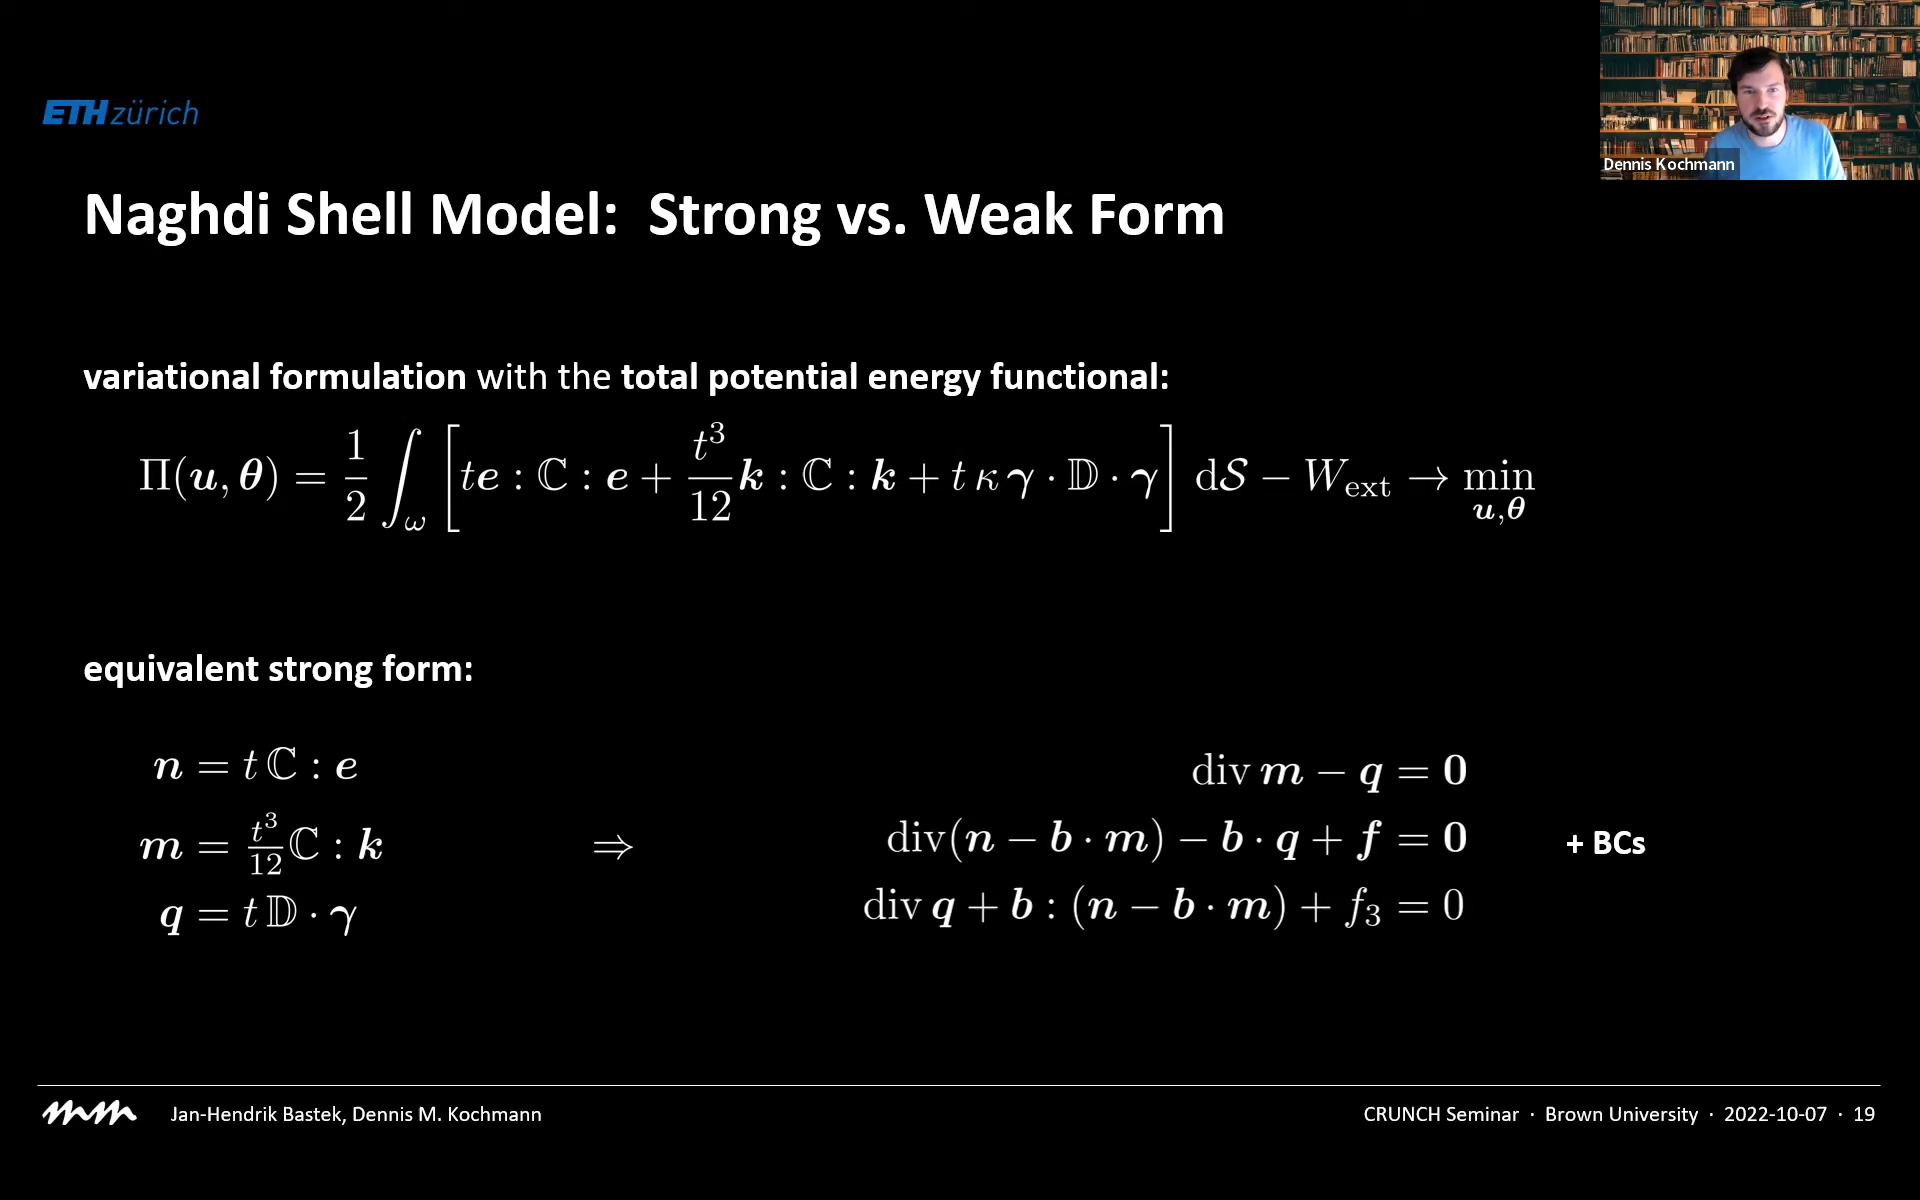 ETH zürich
Dennis Kochmann
Naghdi Shell Model: Strong vs. Weak Form
variational formulation with the total potential energy functional:
Π(u, θ) = 1/2 ∫_ω [te : ℂ : e + t³/12 k : ℂ : k + t κ γ · 𝔻 · γ] d𝒮 − W_ext → min_{u,θ}
equivalent strong form:
n = t ℂ : e
m = t³/12 ℂ : k
q = t 𝔻 · γ
⇒
div m − q = 0
div(n − b · m) − b · q + f = 0
div q + b : (n − b · m) + f₃ = 0
+ BCs
Jan-Hendrik Bastek, Dennis M. Kochmann
CRUNCH Seminar · Brown University · 2022-10-07 · 19